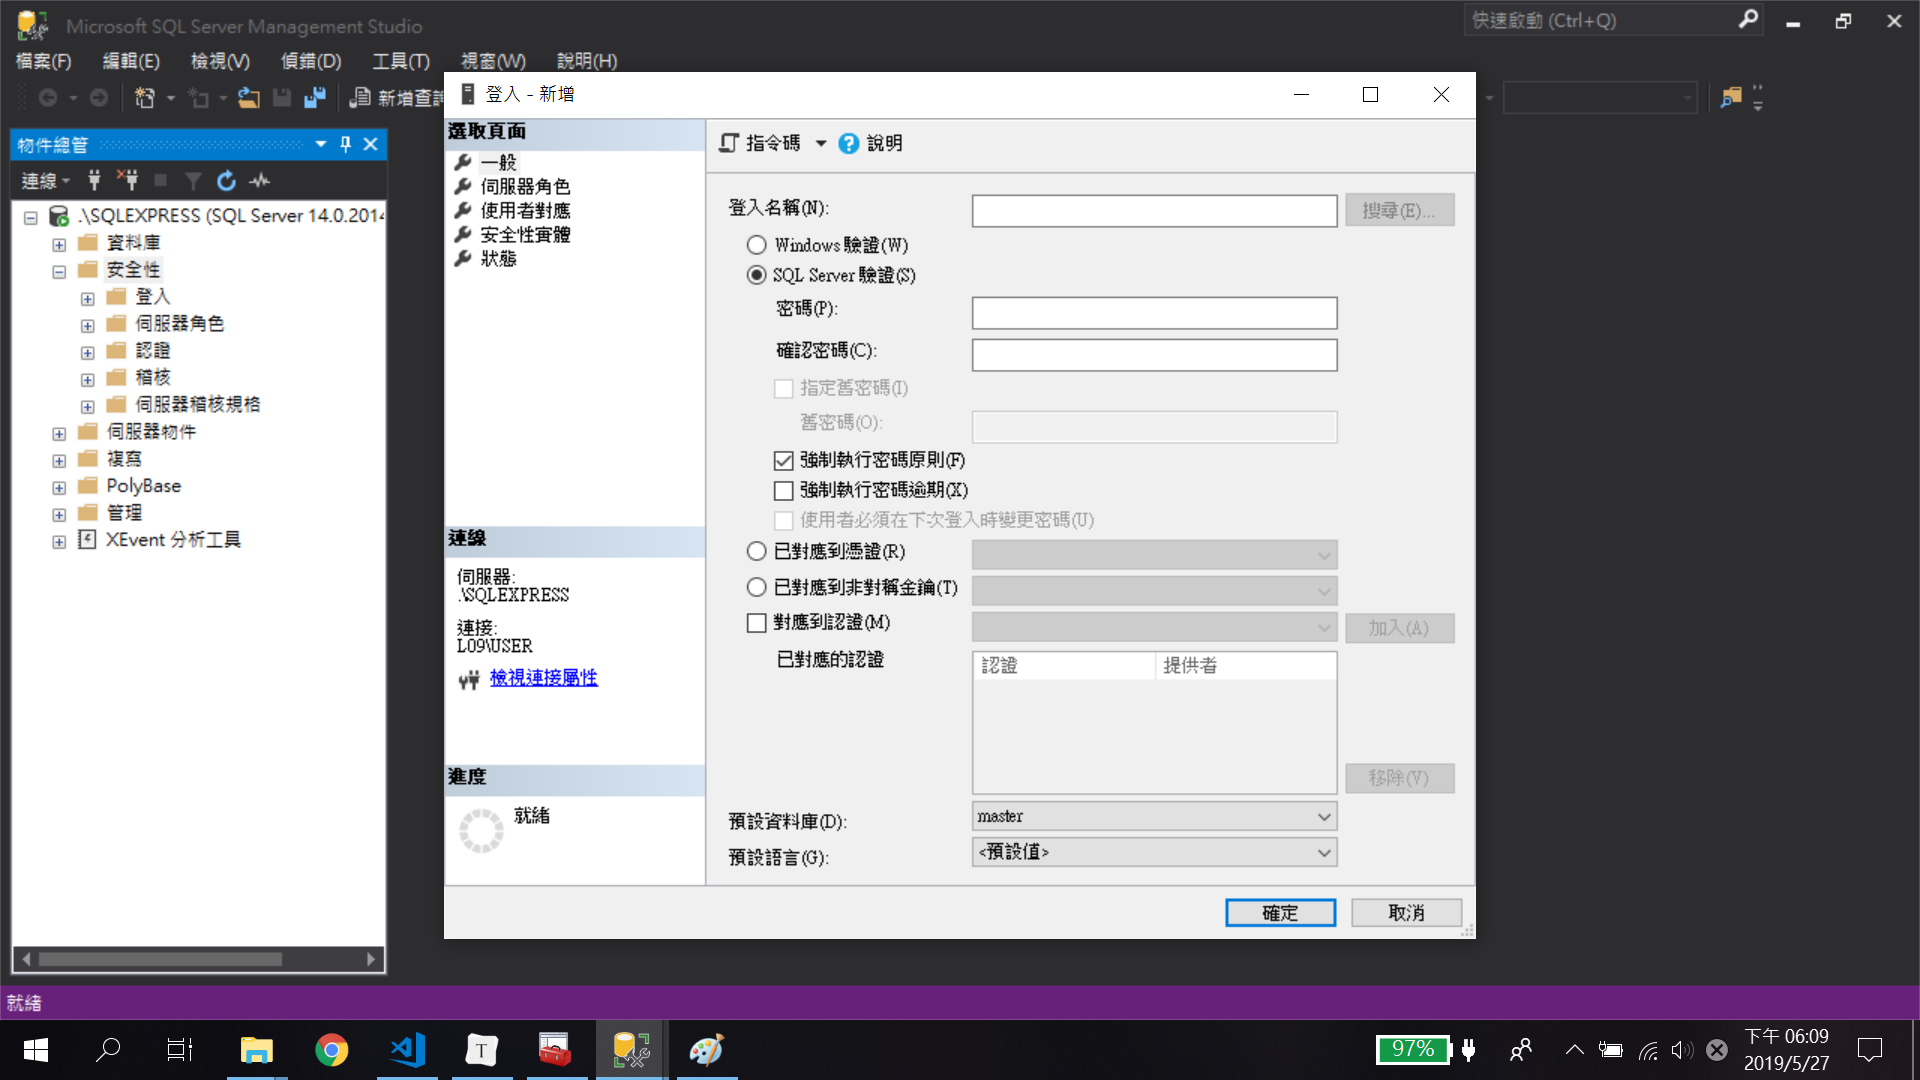 Microsoft SQL Server Management Studio
快速啟動 (Ctrl+Q)
檔案(F) 編輯(E) 檢視(V) 偵錯(D) 工具(T) 視窗(W) 說明(H)
新增查詢
物件總管
連線
.\SQLEXPRESS (SQL Server 14.0.2014
資料庫
安全性
登入
伺服器角色
認證
稽核
伺服器稽核規格
伺服器物件
複寫
PolyBase
管理
XEvent 分析工具
登入 - 新增
選取頁面
一般
伺服器角色
使用者對應
安全性實體
狀態
連線
伺服器:
.\SQLEXPRESS
連接:
L09\USER
檢視連接屬性
進度
就緒
指令碼 說明
登入名稱(N):
搜尋(E)...
Windows 驗證(W)
SQL Server 驗證(S)
密碼(P):
確認密碼(C):
指定舊密碼(I)
舊密碼(O):
強制執行密碼原則(F)
強制執行密碼逾期(X)
使用者必須在下次登入時變更密碼(U)
已對應到憑證(R)
已對應到非對稱金鑰(T)
對應到認證(M)
加入(A)
已對應的認證
認證 提供者
移除(V)
預設資料庫(D): master
預設語言(G): <預設值>
確定 取消
就緒
T
97%
下午 06:09
2019/5/27